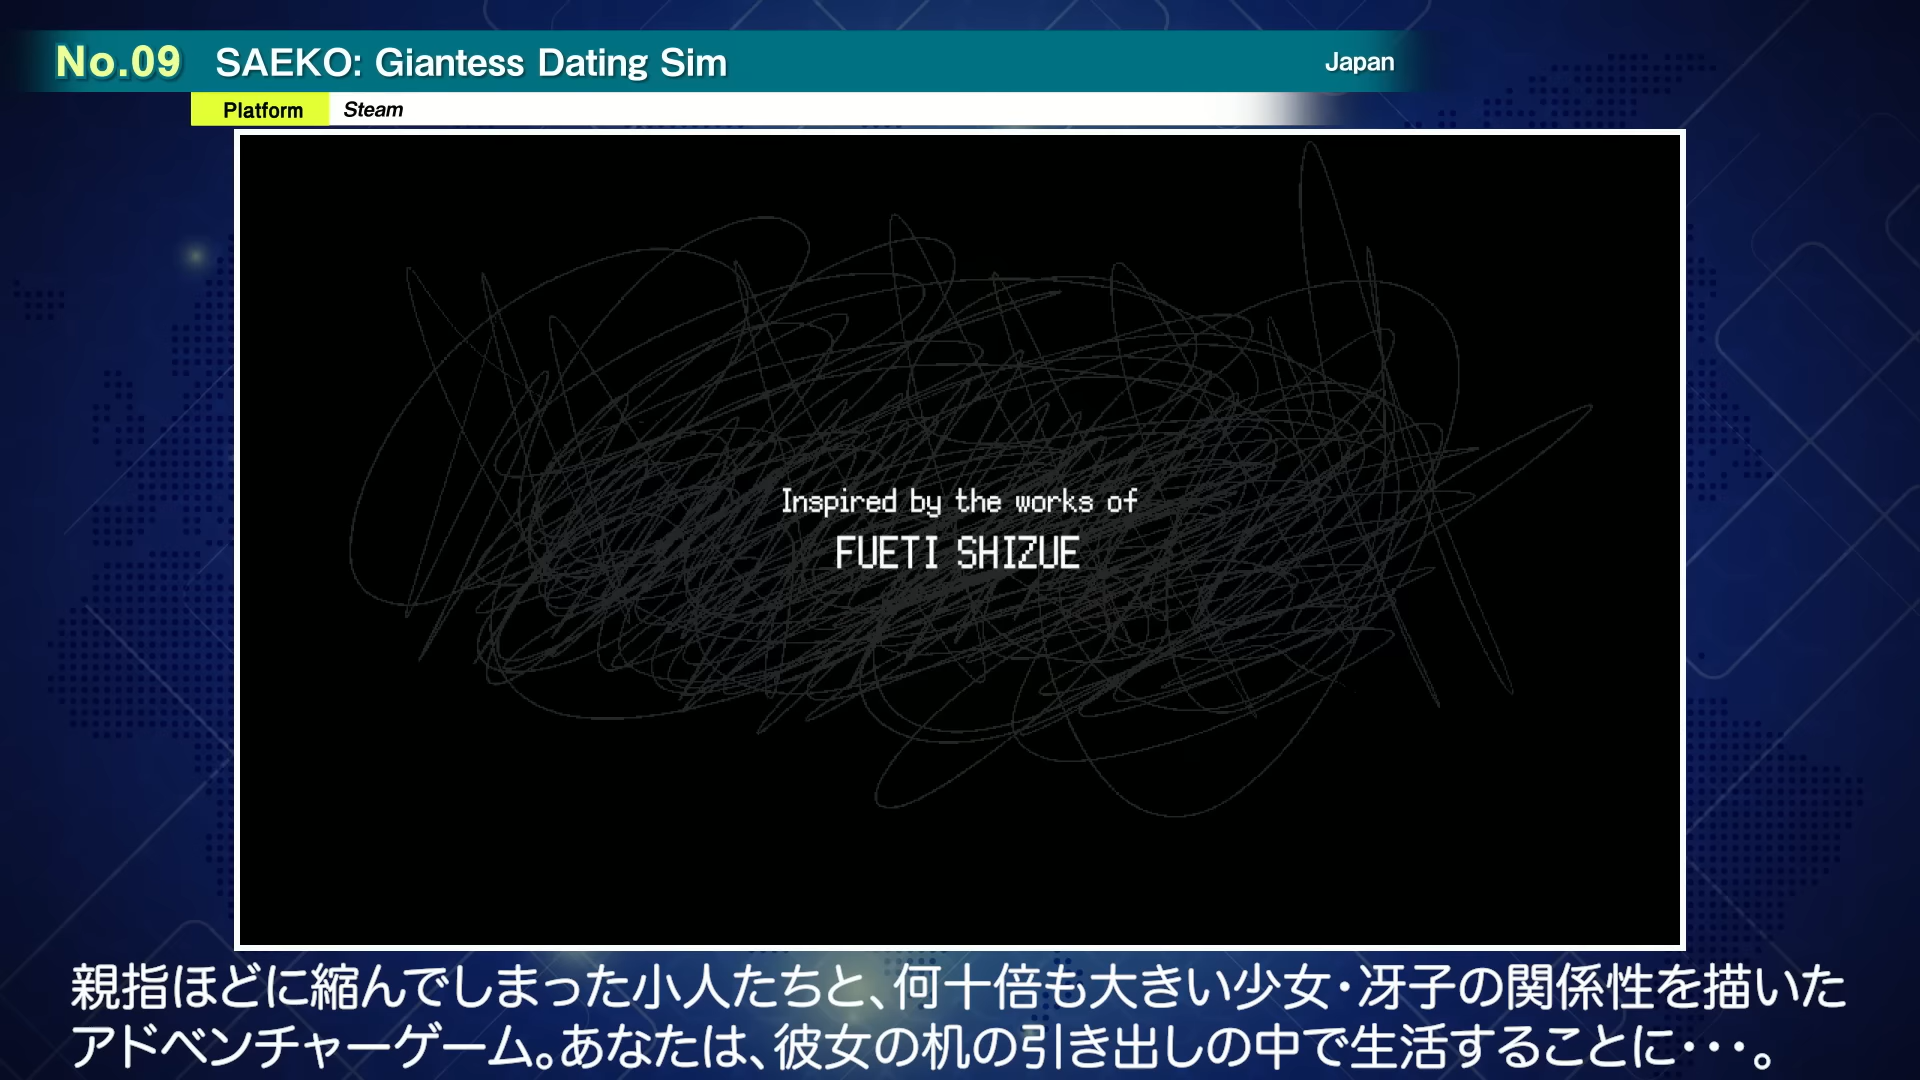 No.09 SAEKO: Giantess Dating Sim Japan
Platform Steam
Inspired by the works of
FUETI SHIZUE
親指ほどに縮んでしまった小人たちと、何十倍も大きい少女・冴子の関係性を描いた
アドベンチャーゲーム。あなたは、彼女の机の引き出しの中で生活することに・・・。